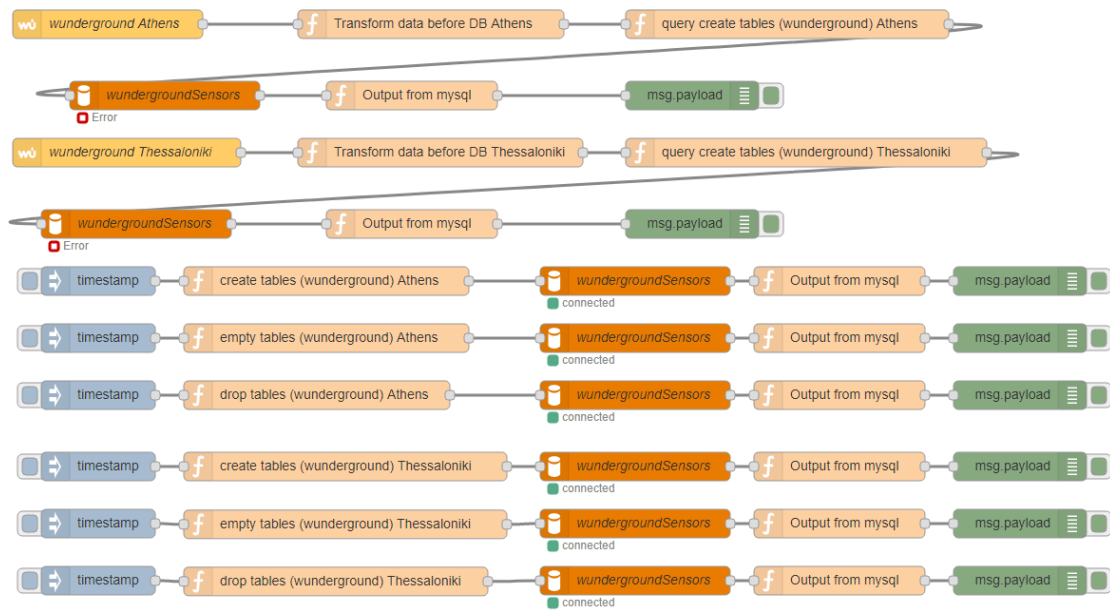 wunderground Athens
Transform data before DB Athens
query create tables (wunderground) Athens
wundergroundSensors
Output from mysql
msg.payload
Error
wunderground Thessaloniki
Transform data before DB Thessaloniki
query create tables (wunderground) Thessaloniki
wundergroundSensors
Output from mysql
msg.payload
Error
timestamp
create tables (wunderground) Athens
wundergroundSensors
Output from mysql
msg.payload
connected
timestamp
empty tables (wunderground) Athens
wundergroundSensors
Output from mysql
msg.payload
connected
timestamp
drop tables (wunderground) Athens
wundergroundSensors
Output from mysql
msg.payload
connected
timestamp
create tables (wunderground) Thessaloniki
wundergroundSensors
Output from mysql
msg.payload
connected
timestamp
empty tables (wunderground) Thessaloniki
wundergroundSensors
Output from mysql
msg.payload
connected
timestamp
drop tables (wunderground) Thessaloniki
wundergroundSensors
Output from mysql
msg.payload
connected